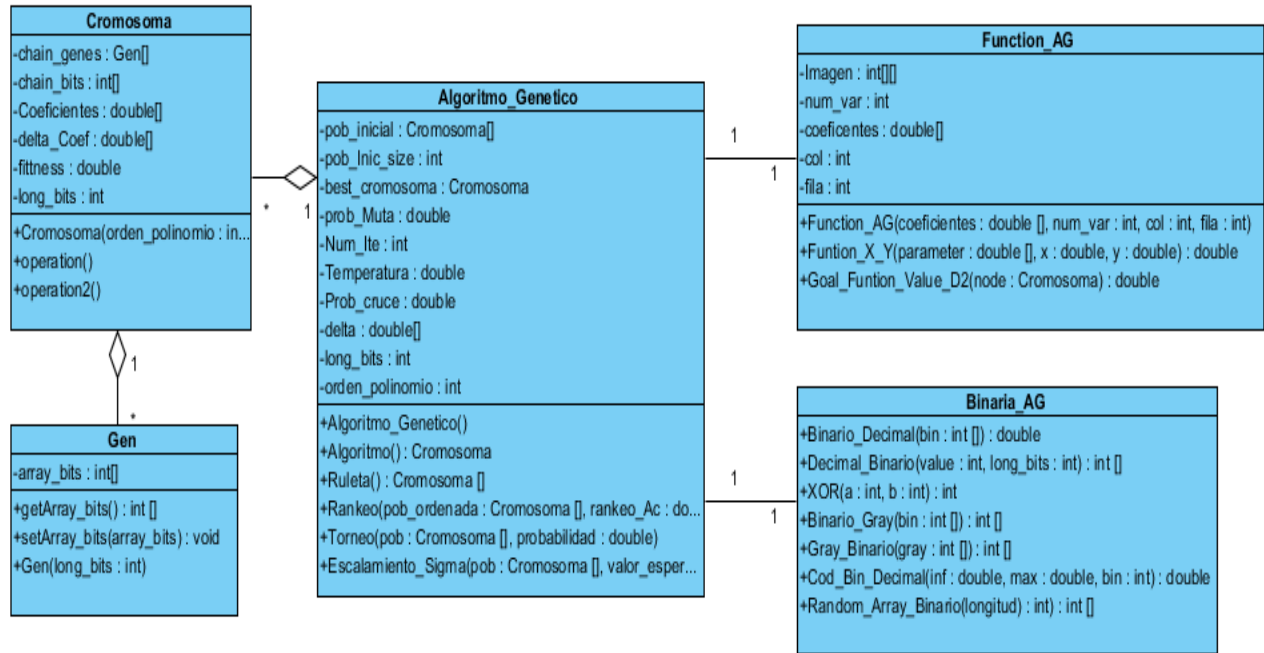 Cromosoma
-chain_genes : Gen[]
-chain_bits : int[]
-Coeficientes : double[]
-delta_Coef : double[]
-fittness : double
-long_bits : int
+Cromosoma(orden_polinomio : in...
+operation()
+operation2()
*
1
1
*
Gen
-array_bits : int[]
+getArray_bits() : int []
+setArray_bits(array_bits) : void
+Gen(long_bits : int)
Algoritmo_Genetico
-pob_inicial : Cromosoma[]
-pob_Inic_size : int
-best_cromosoma : Cromosoma
-prob_Muta : double
-Num_Ite : int
-Temperatura : double
-Prob_cruce : double
-delta : double[]
-long_bits : int
-orden_polinomio : int
+Algoritmo_Genetico()
+Algoritmo() : Cromosoma
+Ruleta() : Cromosoma []
+Rankeo(pob_ordenada : Cromosoma [], rankeo_Ac : do...
+Torneo(pob : Cromosoma [], probabilidad : double)
+Escalamiento_Sigma(pob : Cromosoma [], valor_esper...
1
1
Function_AG
-Imagen : int[][]
-num_var : int
-coeficentes : double[]
-col : int
-fila : int
+Function_AG(coeficientes : double [], num_var : int, col : int, fila : int)
+Funtion_X_Y(parameter : double [], x : double, y : double) : double
+Goal_Funtion_Value_D2(node : Cromosoma) : double
1
1
Binaria_AG
+Binario_Decimal(bin : int []) : double
+Decimal_Binario(value : int, long_bits : int) : int []
+XOR(a : int, b : int) : int
+Binario_Gray(bin : int []) : int []
+Gray_Binario(gray : int []) : int []
+Cod_Bin_Decimal(inf : double, max : double, bin : int) : double
+Random_Array_Binario(longitud) : int) : int []